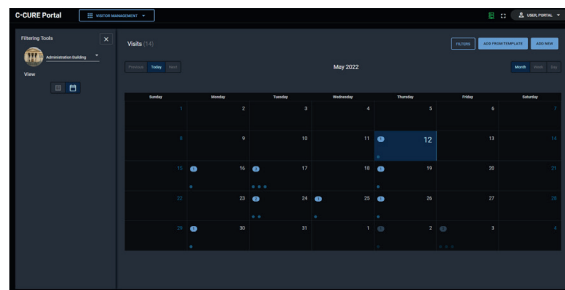 C•CURE Portal
VISITOR MANAGEMENT
USER, PORTAL
Filtering Tools
X
Administration Building
View
Visits (14)
FILTERS
ADD FROM TEMPLATE
ADD NEW
Previous Today Next
May 2022
Month Week Day
Sunday Monday Tuesday Wednesday Thursday Friday Saturday
1 2 3 4 5 6 7
8 9 10 11 12 13 14
15 16 17 18 19 20 21
22 23 24 25 26 27 28
29 30 31 1 2 3 4